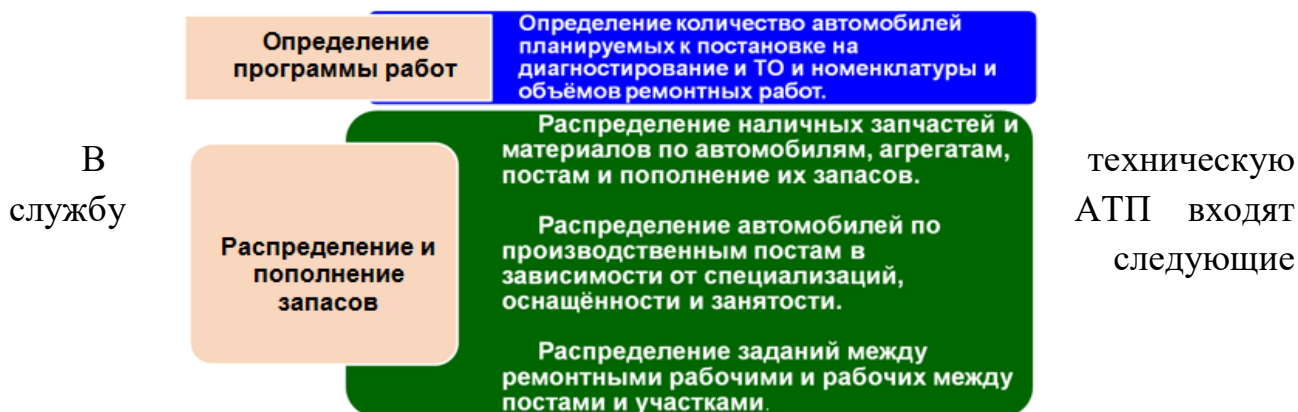 Определение
программы работ
Определение количество автомобилей
планируемых к постановке на
диагностирование и ТО и номенклатуры и
объёмов ремонтных работ.
В
службу
Распределение и
пополнение
запасов
Распределение наличных запчастей и
материалов по автомобилям, агрегатам,
постам и пополнение их запасов.
Распределение автомобилей по
производственным постам в
зависимости от специализаций,
оснащённости и занятости.
Распределение заданий между
ремонтными рабочими и рабочих между
постами и участками.
техническую
АТП входят
следующие